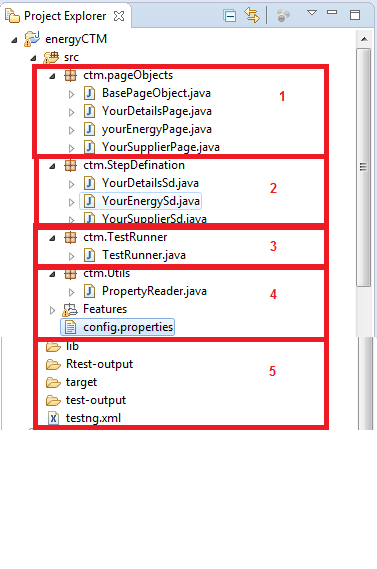 Project Explorer
energyCTM
src
ctm.pageObjects
BasePageObject.java
1
YourDetailsPage.java
yourEnergyPage.java
YourSupplierPage.java
ctm.StepDefination
YourDetailsSd.java
2
YourEnergySd.java
YourSupplierSd.java
ctm.TestRunner
3
TestRunner.java
ctm.Utils
PropertyReader.java
4
Features
config.properties
lib
Rtest-output
5
target
test-output
testng.xml